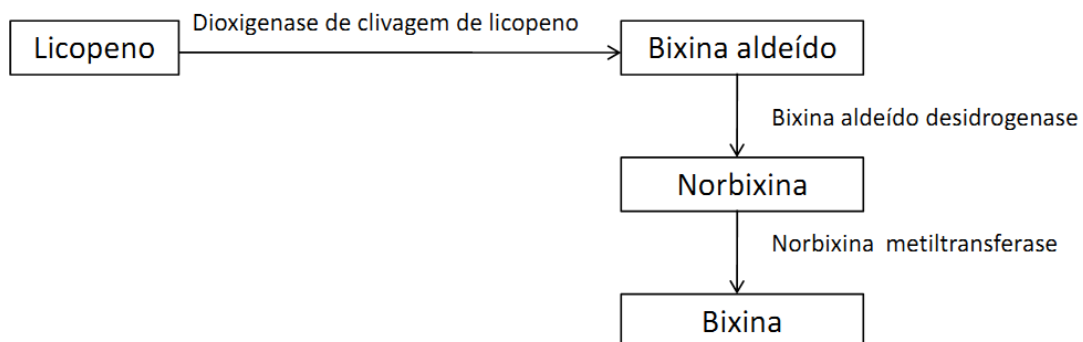 Dioxigenase de clivagem de licopeno
Licopeno
Bixina aldeído
Bixina aldeído desidrogenase
Norbixina
Norbixina metiltransferase
Bixina